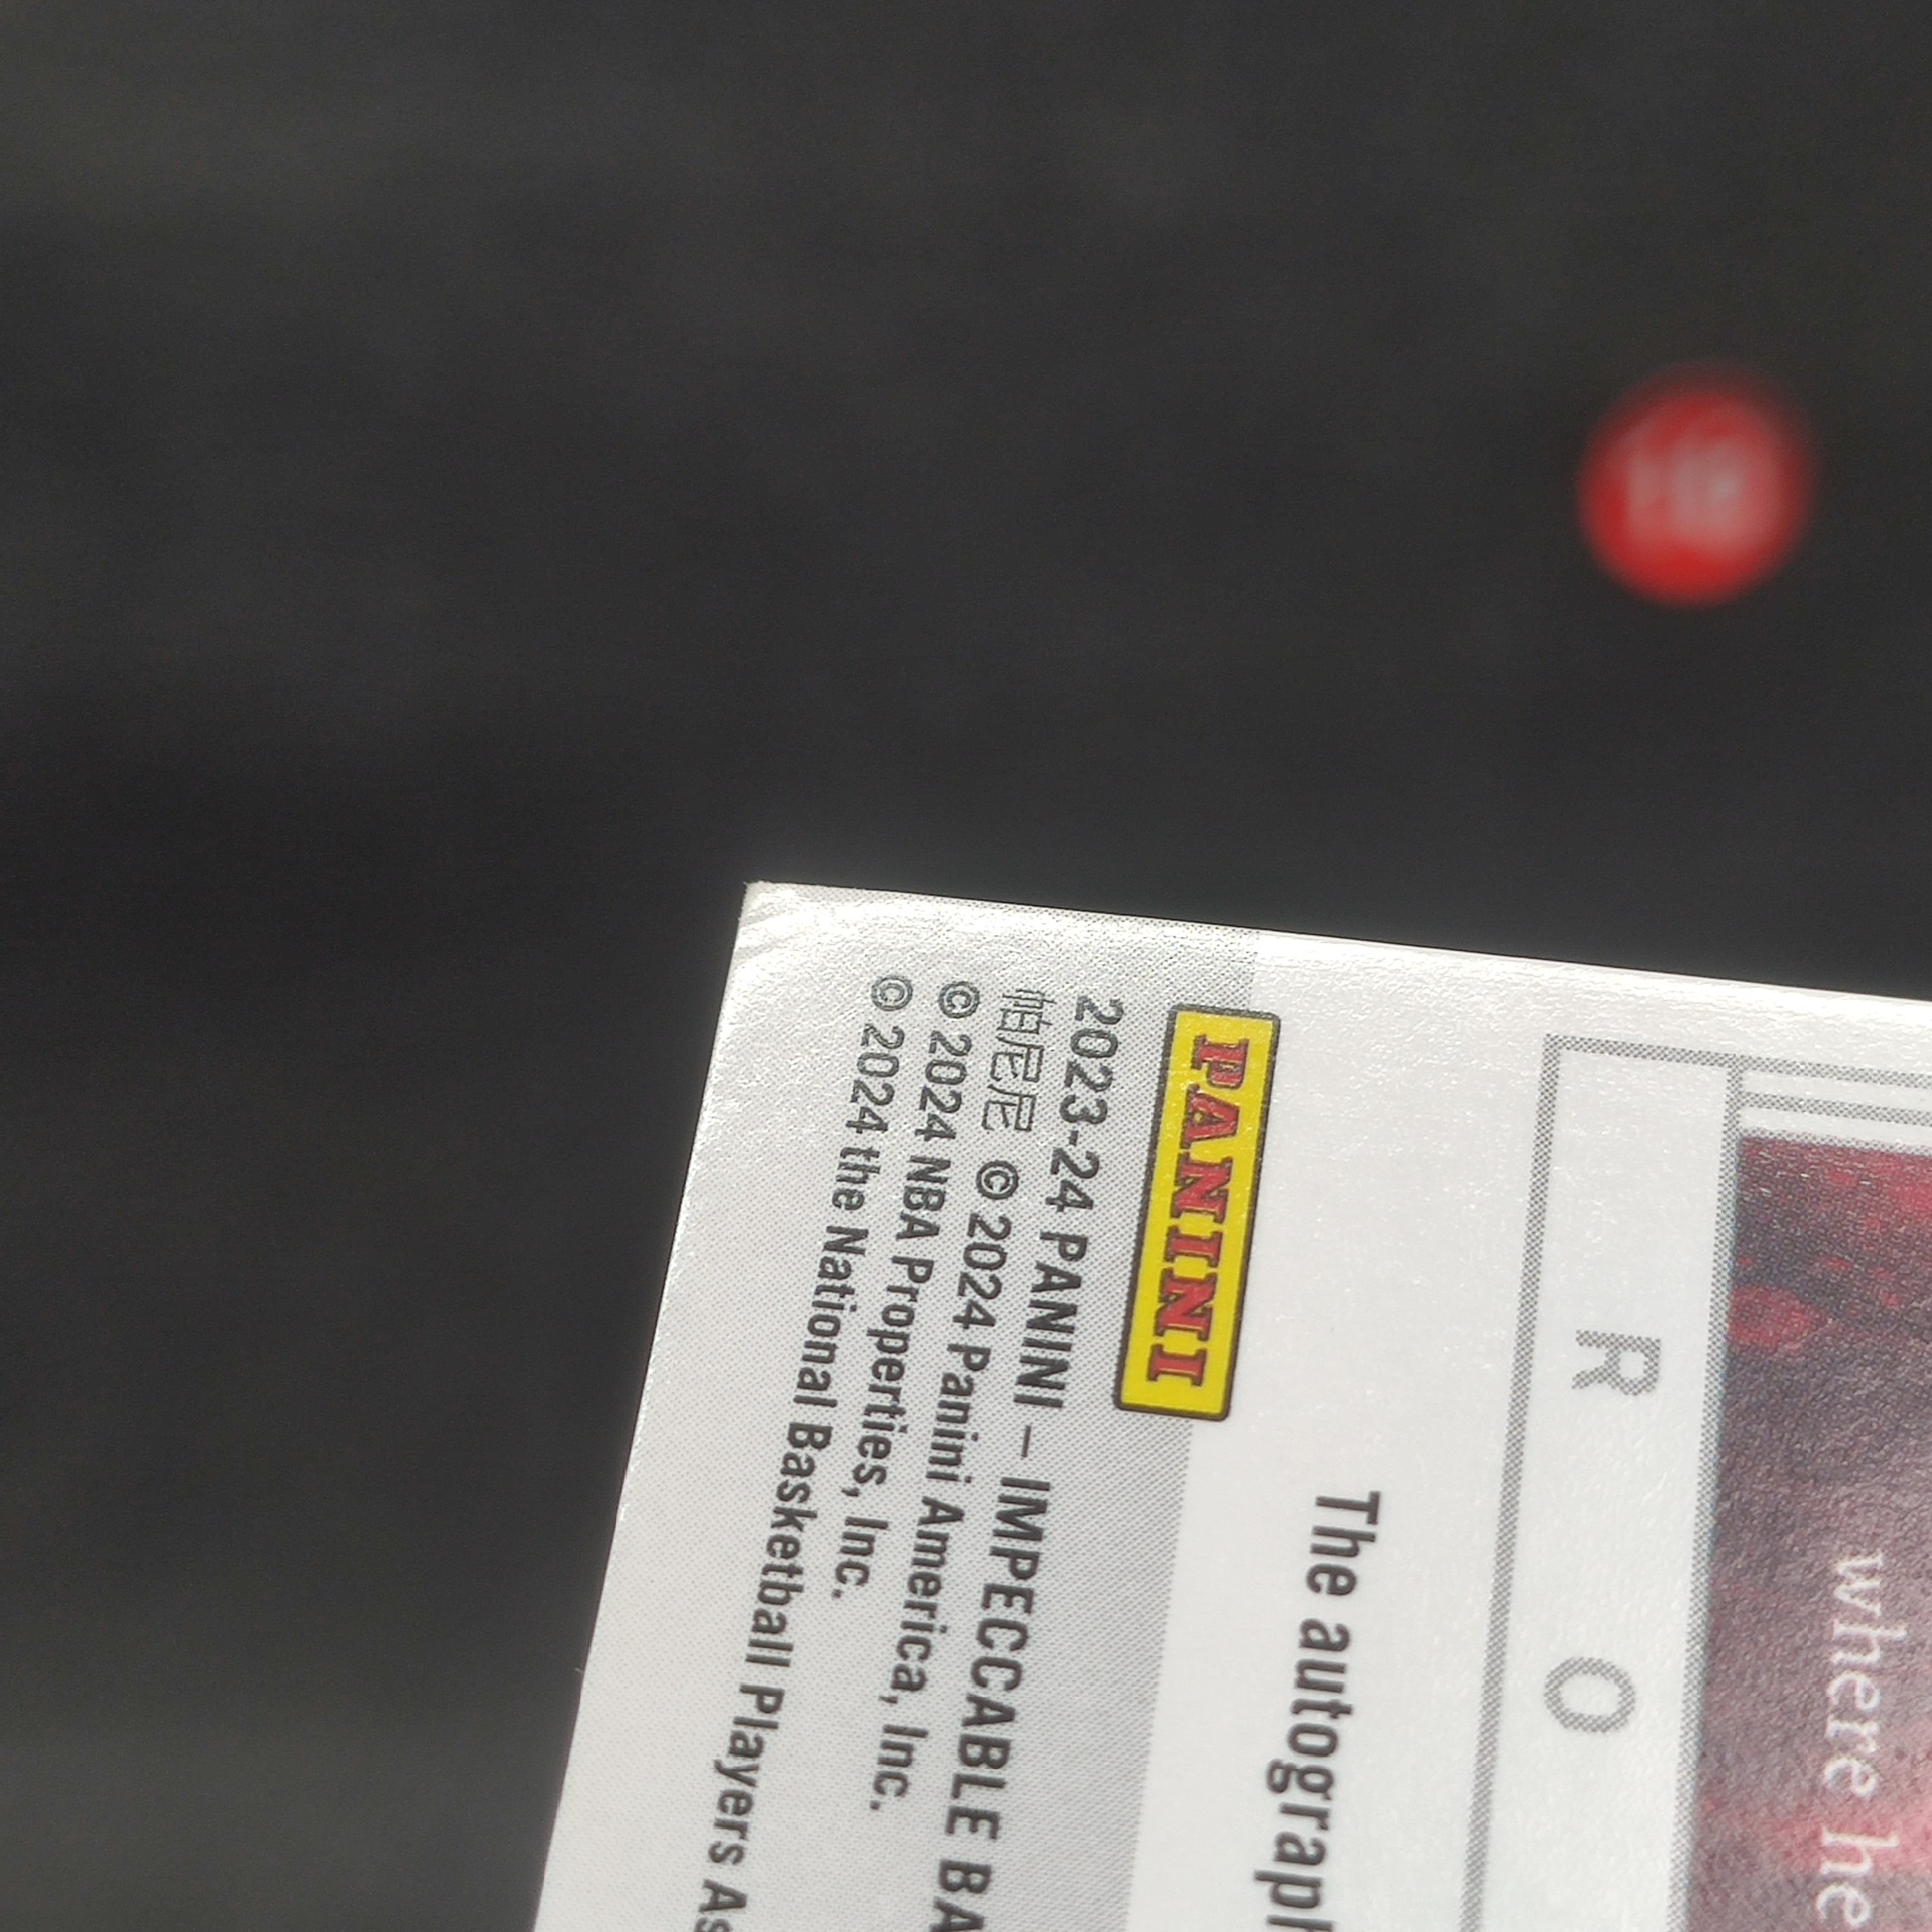 R O
where he
The autograph
PANINI
2023-24 PANINI – IMPECCABLE BA
帕尼尼 © 2024 Panini America, Inc.
© 2024 NBA Properties, Inc.
© 2024 the National Basketball Players As